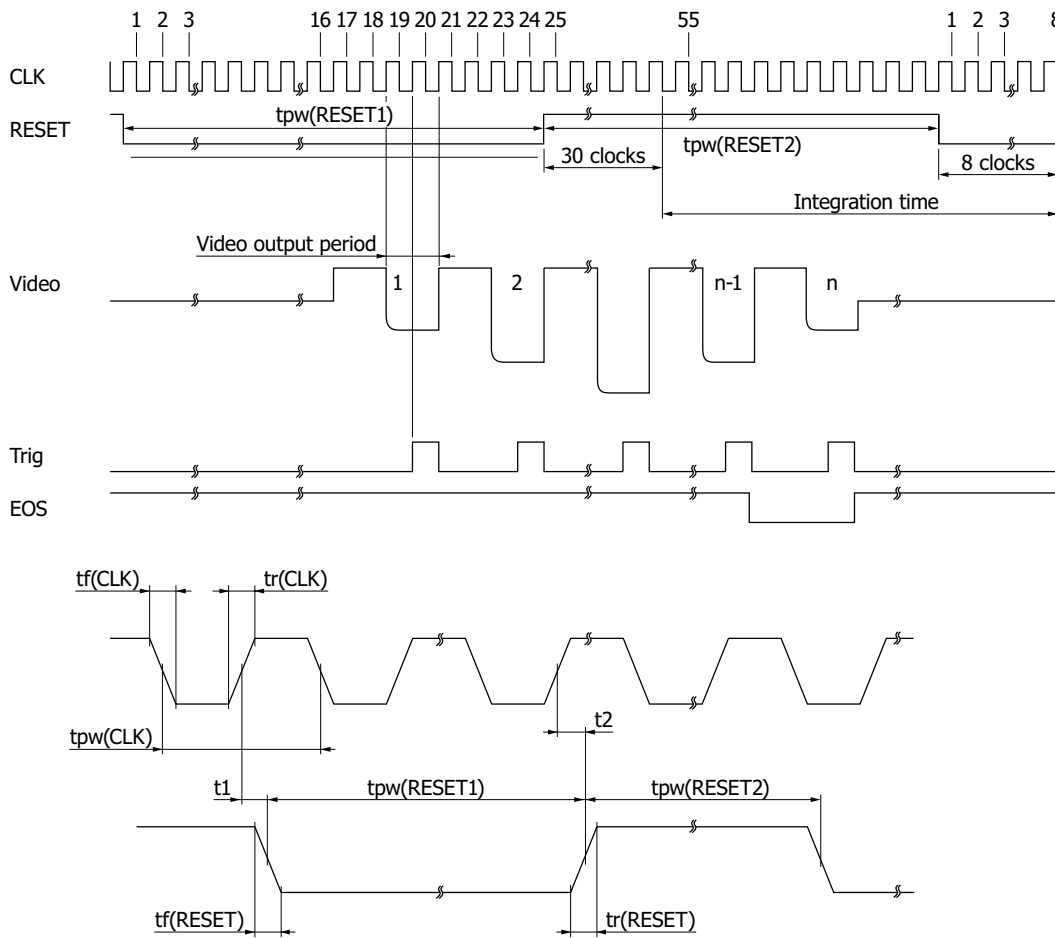 1 2 3 16 17 18 19 20 21 22 23 24 25 55 1 2 3 8
CLK
tpw(RESET1)
RESET
tpw(RESET2)
30 clocks
8 clocks
Integration time
Video output period
Video
1 2 n-1 n
Trig
EOS
tf(CLK) tr(CLK)
t2
tpw(CLK)
t1 tpw(RESET1) tpw(RESET2)
tf(RESET) tr(RESET)